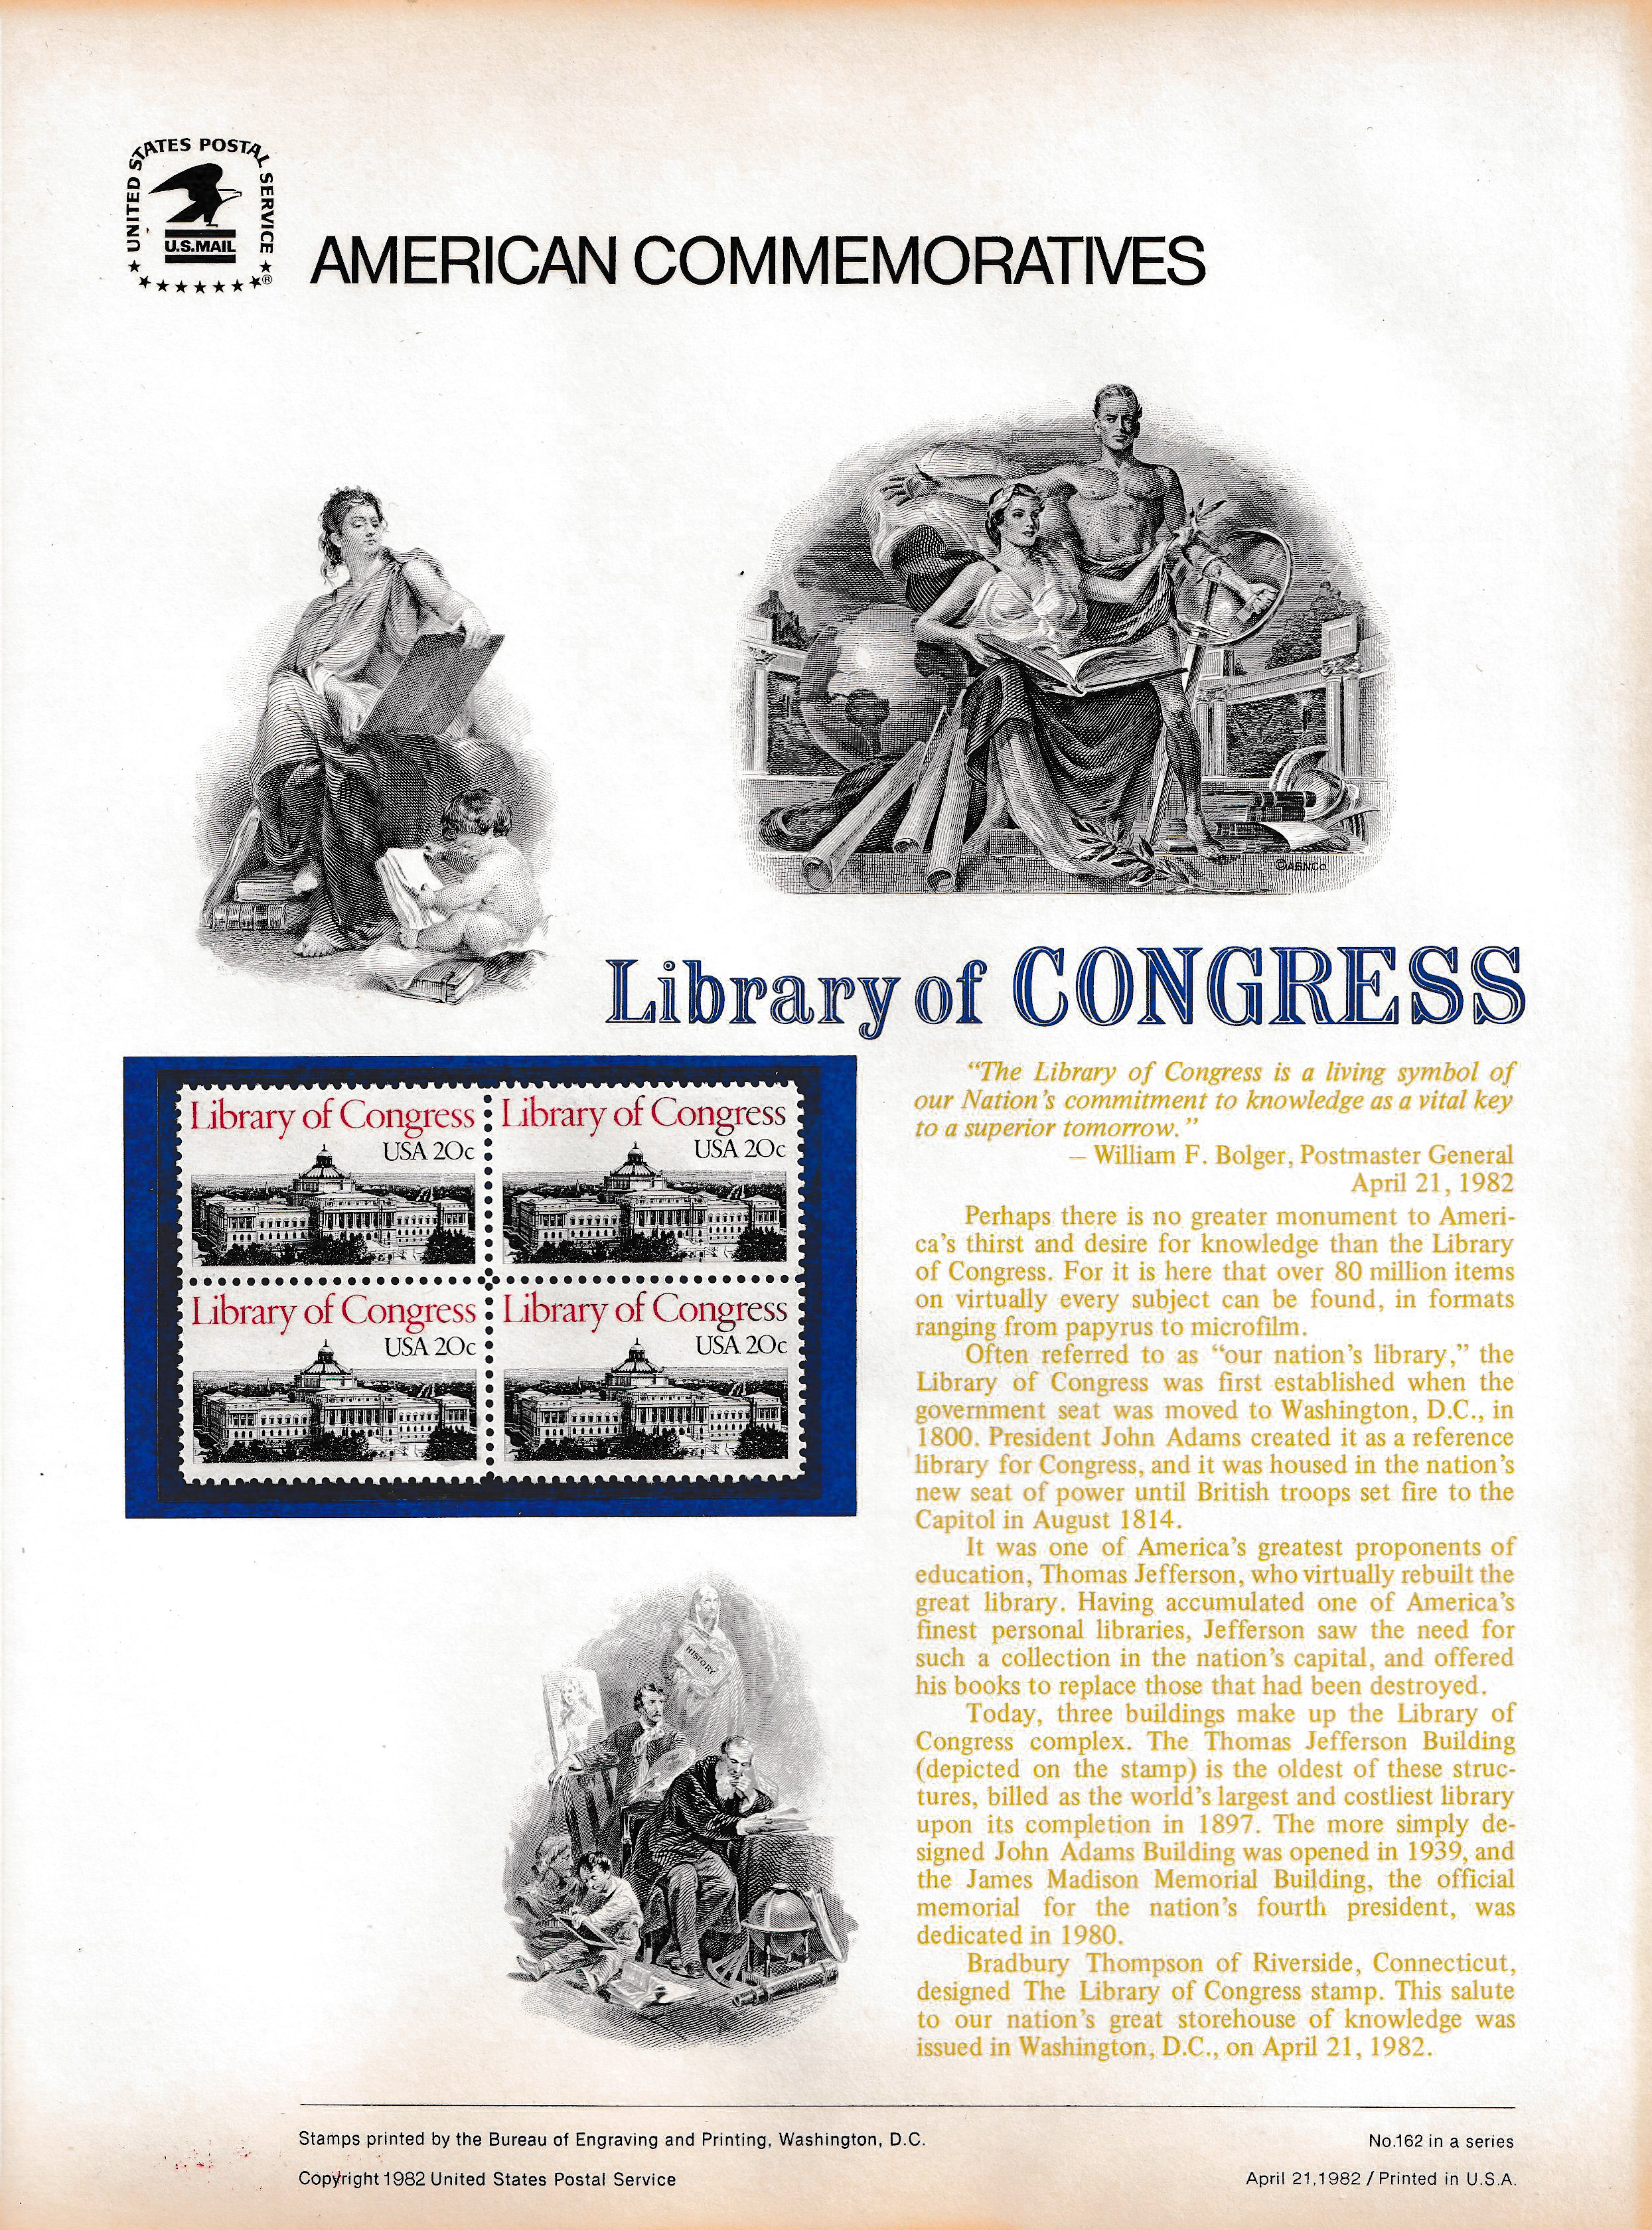 UNITED STATES POSTAL SERVICE
U.S.MAIL
®
AMERICAN COMMEMORATIVES
©ABNCO.
Library of CONGRESS
Library of Congress
USA 20c
Library of Congress
USA 20c
Library of Congress
USA 20c
Library of Congress
USA 20c
HISTORY
“The Library of Congress is a living symbol of
our Nation’s commitment to knowledge as a vital key
to a superior tomorrow.”
– William F. Bolger, Postmaster General
April 21, 1982
Perhaps there is no greater monument to Ameri-
ca’s thirst and desire for knowledge than the Library
of Congress. For it is here that over 80 million items
on virtually every subject can be found, in formats
ranging from papyrus to microfilm.
Often referred to as “our nation’s library,” the
Library of Congress was first established when the
government seat was moved to Washington, D.C., in
1800. President John Adams created it as a reference
library for Congress, and it was housed in the nation’s
new seat of power until British troops set fire to the
Capitol in August 1814.
It was one of America’s greatest proponents of
education, Thomas Jefferson, who virtually rebuilt the
great library. Having accumulated one of America’s
finest personal libraries, Jefferson saw the need for
such a collection in the nation’s capital, and offered
his books to replace those that had been destroyed.
Today, three buildings make up the Library of
Congress complex. The Thomas Jefferson Building
(depicted on the stamp) is the oldest of these struc-
tures, billed as the world’s largest and costliest library
upon its completion in 1897. The more simply de-
signed John Adams Building was opened in 1939, and
the James Madison Memorial Building, the official
memorial for the nation’s fourth president, was
dedicated in 1980.
Bradbury Thompson of Riverside, Connecticut,
designed The Library of Congress stamp. This salute
to our nation’s great storehouse of knowledge was
issued in Washington, D.C., on April 21, 1982.
Stamps printed by the Bureau of Engraving and Printing, Washington, D.C.
No.162 in a series
Copyright 1982 United States Postal Service
April 21,1982 / Printed in U.S.A.